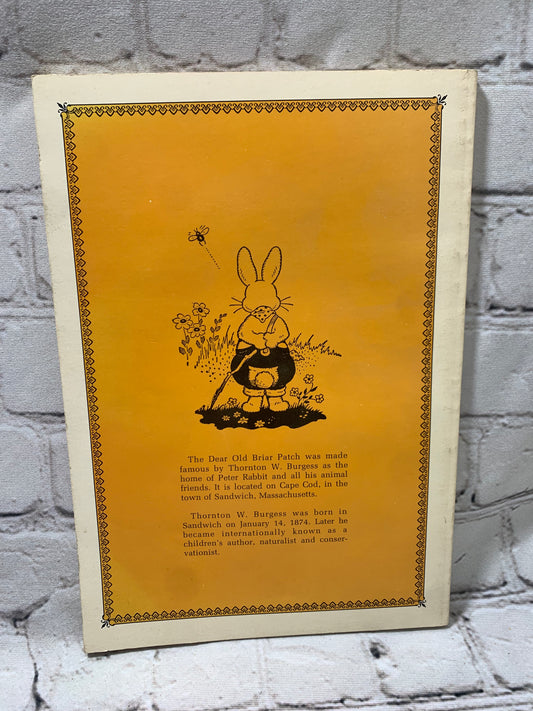 The Dear Old Briar Patch was made
famous by Thornton W. Burgess as the
home of Peter Rabbit and all his animal
friends. It is located on Cape Cod, in the
town of Sandwich, Massachusetts.
Thornton W. Burgess was born in
Sandwich on January 14, 1874. Later he
became internationally known as a
children's author, naturalist and conser-
vationist.